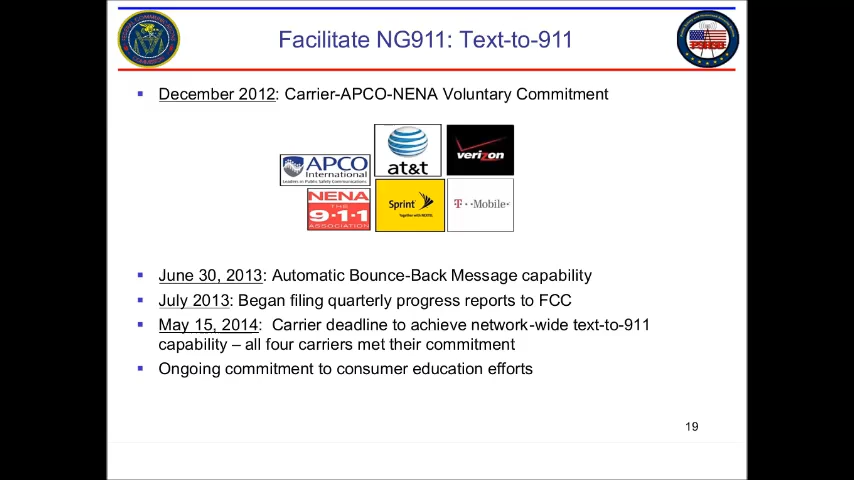 Facilitate NG911: Text-to-911
December 2012: Carrier-APCO-NENA Voluntary Commitment
APCO
International
Leaders in Public Safety Communications
at&t
verizon
NENA
THE
9·1·1
ASSOCIATION
Sprint
Together with NEXTEL
T··Mobile·
June 30, 2013: Automatic Bounce-Back Message capability
July 2013: Began filing quarterly progress reports to FCC
May 15, 2014: Carrier deadline to achieve network-wide text-to-911
capability – all four carriers met their commitment
Ongoing commitment to consumer education efforts
19